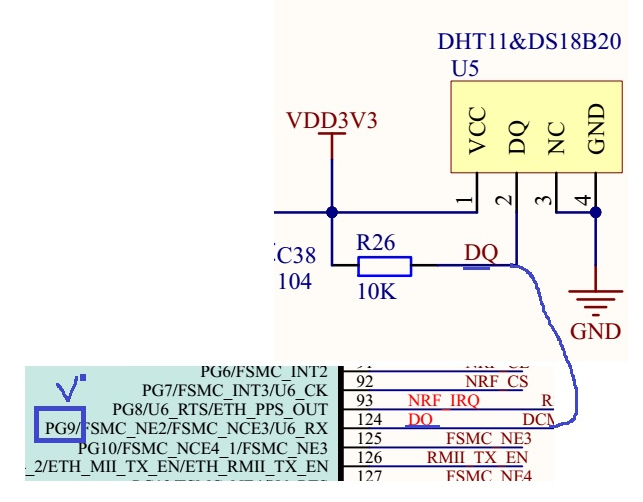 DHT11&DS18B20
U5
VDD3V3
VCC
DQ
NC
GND
1
2
3
4
C38
104
R26
10K
DQ
GND
PG6/FSMC_INT2
92
NRF_CS
PG7/FSMC_INT3/U6_CK
93
NRF_IRQ
R
PG8/U6_RTS/ETH_PPS_OUT
124
DQ
DCM
PG9/FSMC_NE2/FSMC_NCE3/U6_RX
125
FSMC_NE3
PG10/FSMC_NCE4_1/FSMC_NE3
126
RMII_TX_EN
_2/ETH_MII_TX_EN/ETH_RMII_TX_EN
127
FSMC_NE4